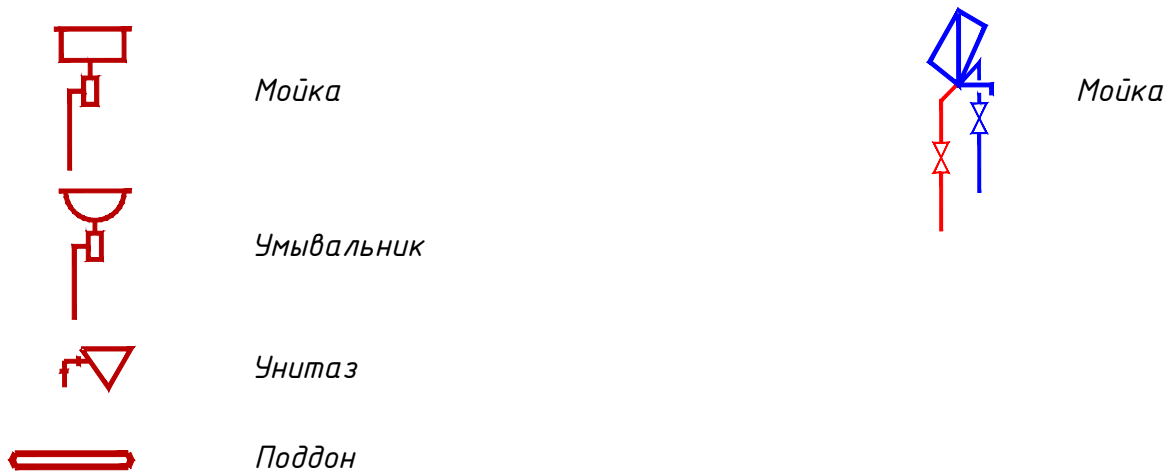 Мойка
Мойка
Умывальник
Унитаз
Поддон